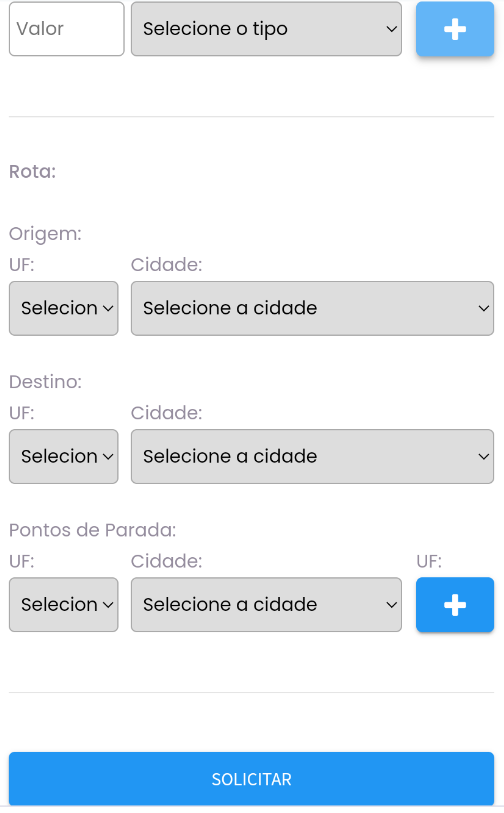 Valor Selecione o tipo
Rota:
Origem:
UF: Cidade:
Selecion Selecione a cidade
Destino:
UF: Cidade:
Selecion Selecione a cidade
Pontos de Parada:
UF: Cidade: UF:
Selecion Selecione a cidade
SOLICITAR